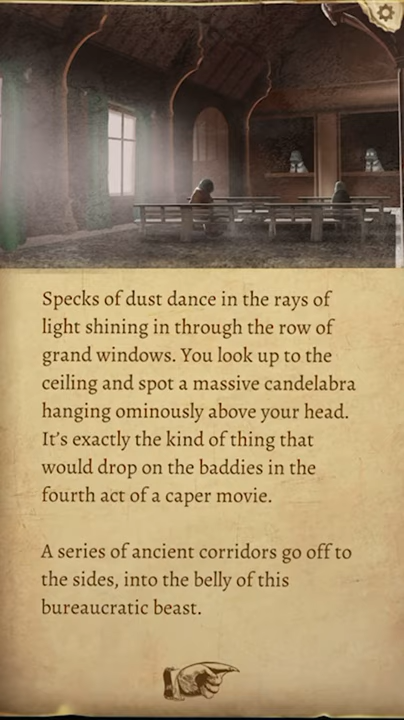 Specks of dust dance in the rays of
light shining in through the row of
grand windows. You look up to the
ceiling and spot a massive candelabra
hanging ominously above your head.
It's exactly the kind of thing that
would drop on the baddies in the
fourth act of a caper movie.
A series of ancient corridors go off to
the sides, into the belly of this
bureaucratic beast.